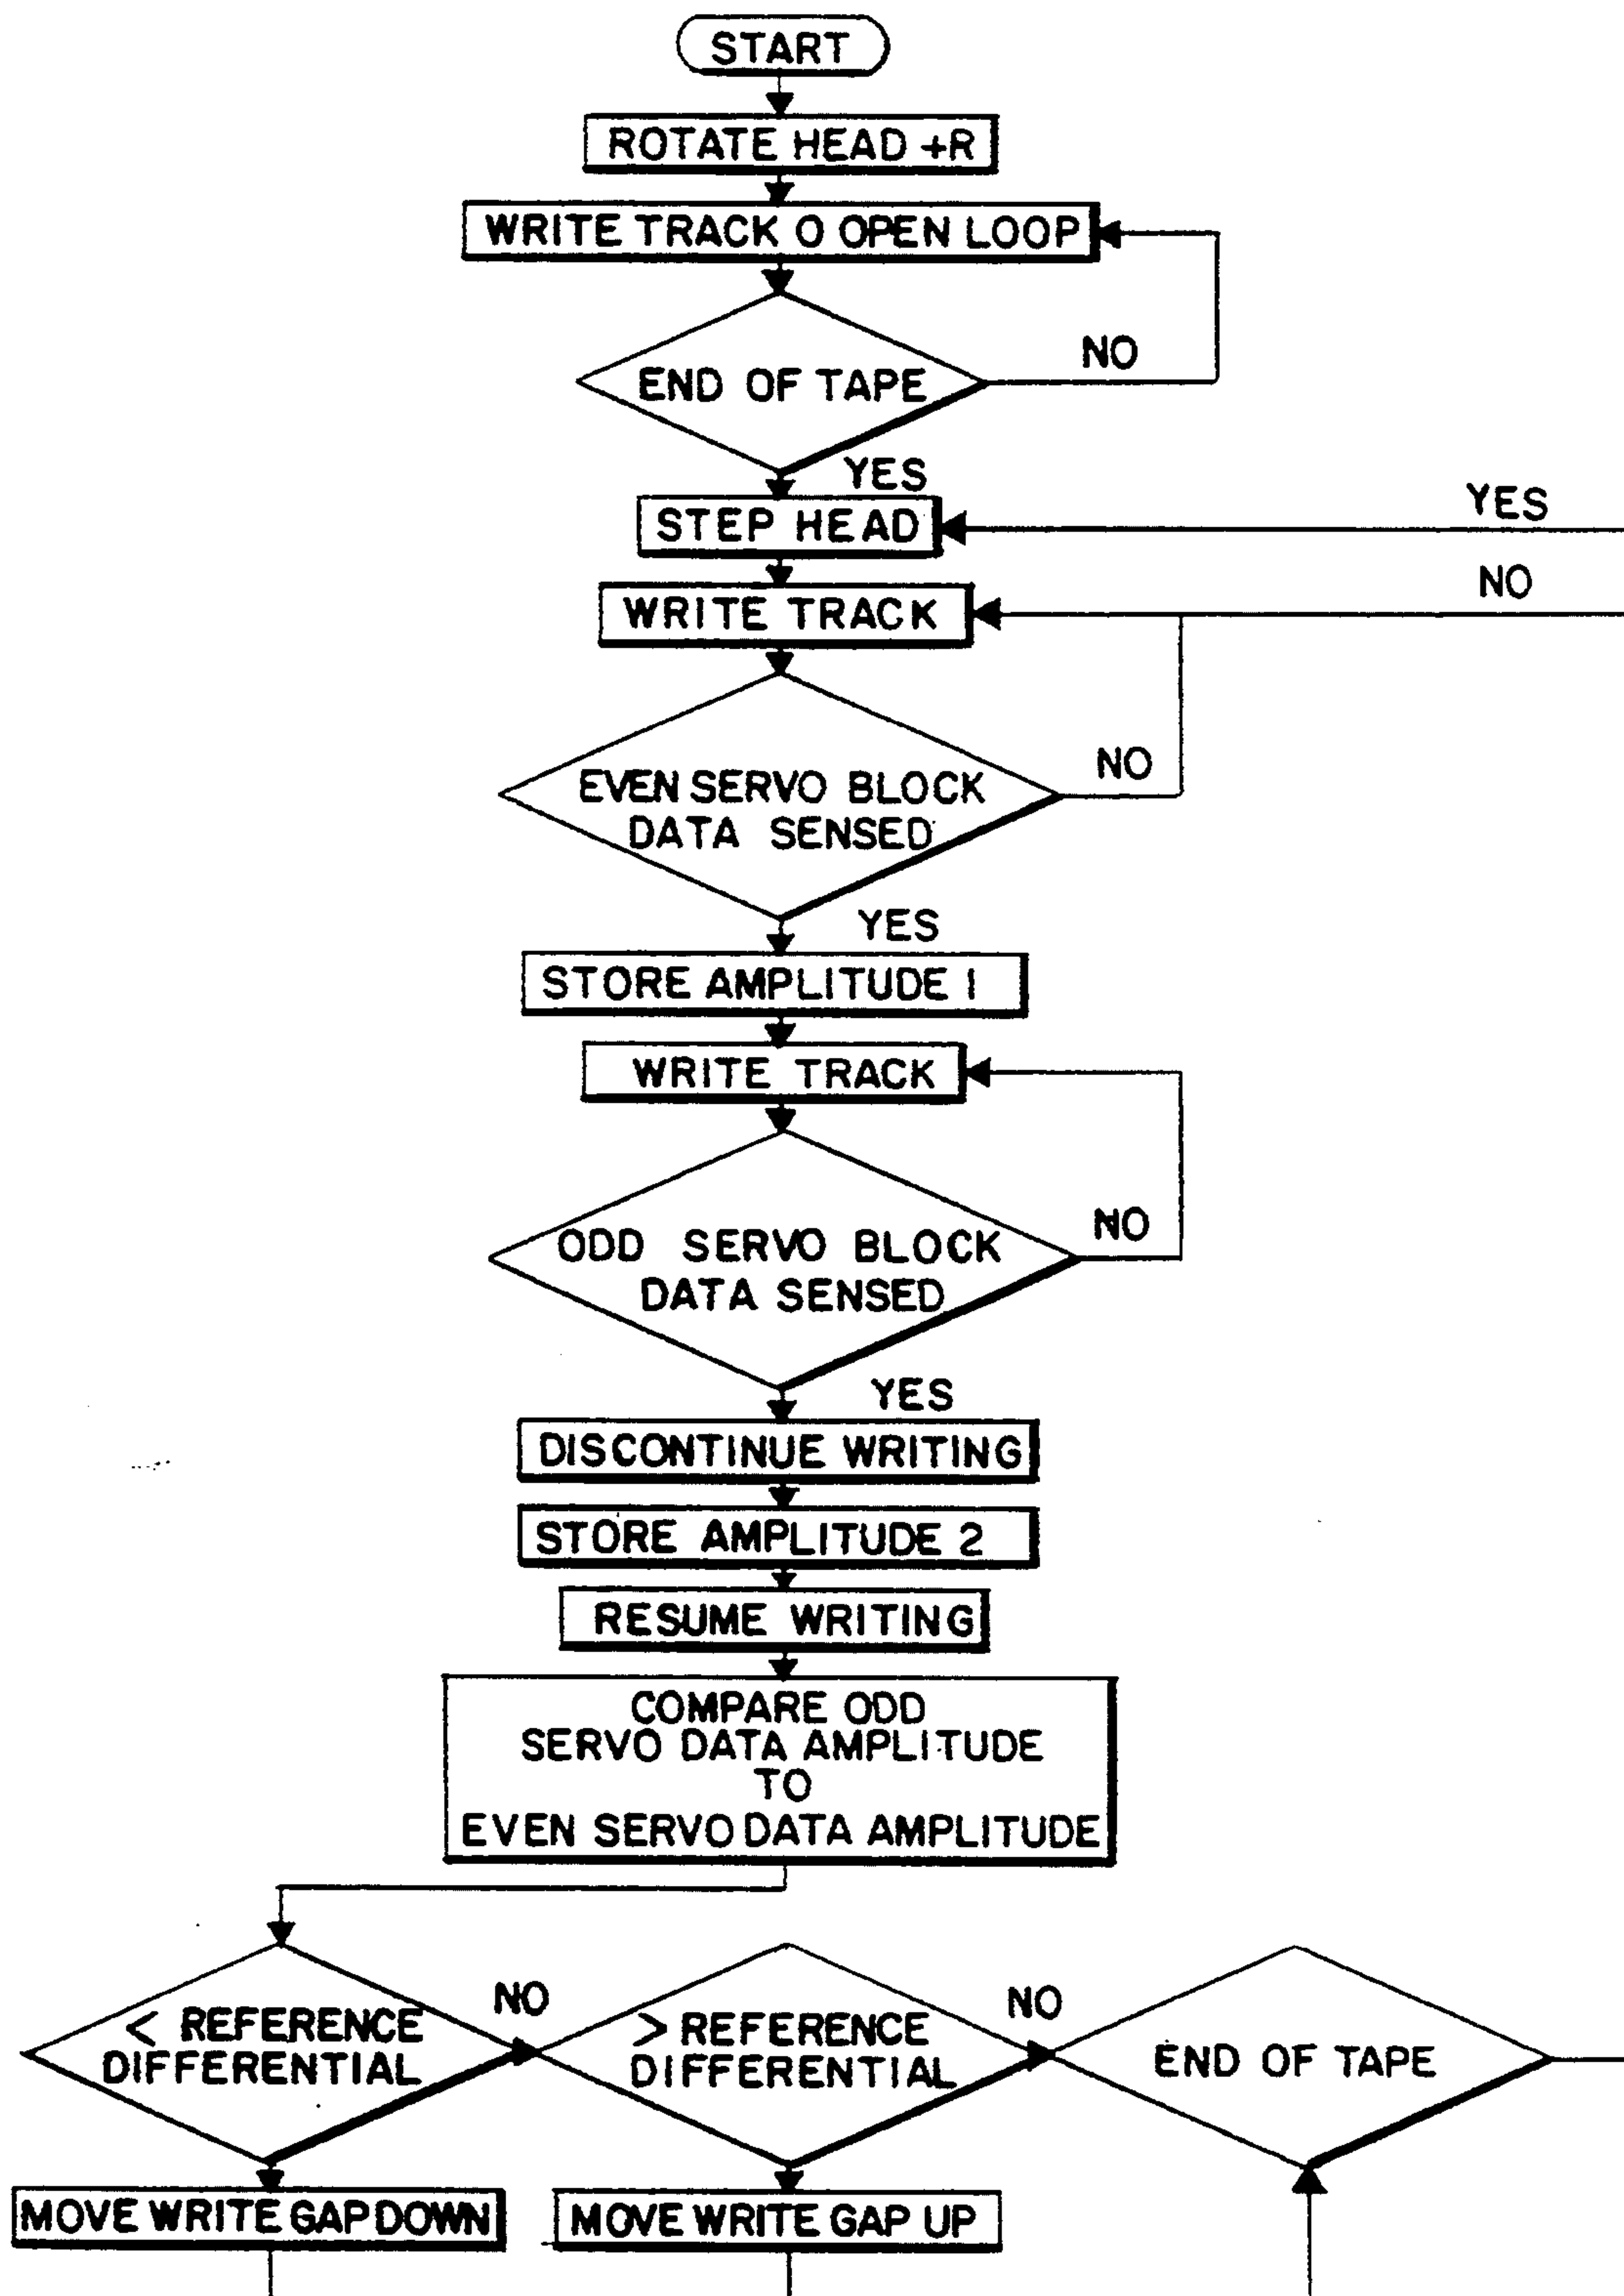 START
ROTATE HEAD +R
WRITE TRACK 0 OPEN LOOP
NO
END OF TAPE
YES
YES
STEP HEAD
NO
WRITE TRACK
NO
EVEN SERVO BLOCK
DATA SENSED
YES
STORE AMPLITUDE 1
WRITE TRACK
NO
ODD SERVO BLOCK
DATA SENSED
YES
DISCONTINUE WRITING
STORE AMPLITUDE 2
RESUME WRITING
COMPARE ODD
SERVO DATA AMPLITUDE
TO
EVEN SERVO DATA AMPLITUDE
< REFERENCE
DIFFERENTIAL
NO
> REFERENCE
DIFFERENTIAL
NO
END OF TAPE
MOVE WRITE GAP DOWN
MOVE WRITE GAP UP